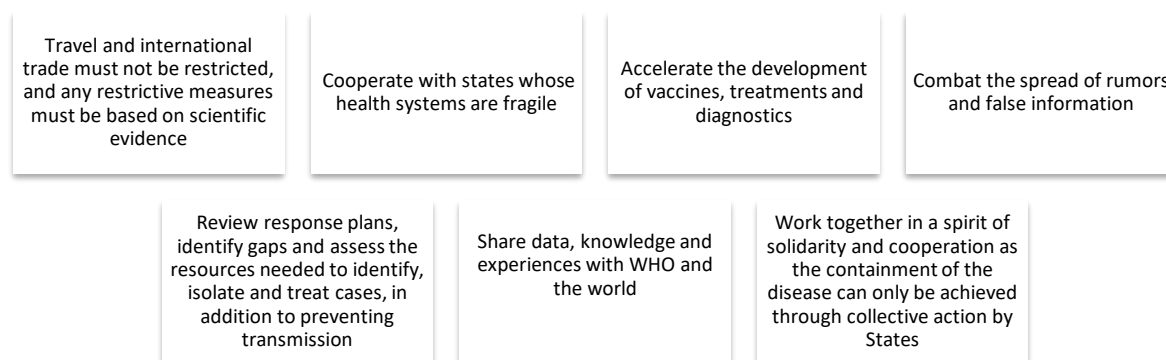 Travel and international
trade must not be restricted,
and any restrictive measures
must be based on scientific
evidence
Cooperate with states whose
health systems are fragile
Accelerate the development
of vaccines, treatments and
diagnostics
Combat the spread of rumors
and false information
Review response plans,
identify gaps and assess the
resources needed to identify,
isolate and treat cases, in
addition to preventing
transmission
Share data, knowledge and
experiences with WHO and
the world
Work together in a spirit of
solidarity and cooperation as
the containment of the
disease can only be achieved
through collective action by
States